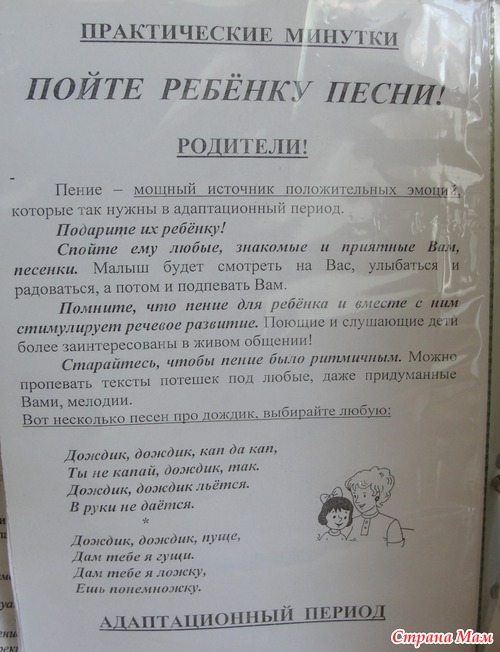 ПРАКТИЧЕСКИЕ МИНУТКИ
ПОЙТЕ РЕБЁНКУ ПЕСНИ!
РОДИТЕЛИ!
Пение – мощный источник положительных эмоций,
которые так нужны в адаптационный период.
Подарите их ребёнку!
Спойте ему любые, знакомые и приятные Вам,
песенки. Малыш будет смотреть на Вас, улыбаться и
радоваться, а потом и подпевать Вам.
Помните, что пение для ребёнка и вместе с ним
стимулирует речевое развитие. Поющие и слушающие дети
более заинтересованы в живом общении!
Старайтесь, чтобы пение было ритмичным. Можно
пропевать тексты потешек под любые, даже придуманные
Вами, мелодии.
Вот несколько песен про дождик, выбирайте любую:
Дождик, дождик, кап да кап,
Ты не капай, дождик, так.
Дождик, дождик льётся.
В руки не даётся.
*
Дождик, дождик, пуще,
Дам тебе я гущи.
Дам тебе я ложку,
Ешь понемножку.
АДАПТАЦИОННЫЙ ПЕРИОД
Страна Мам